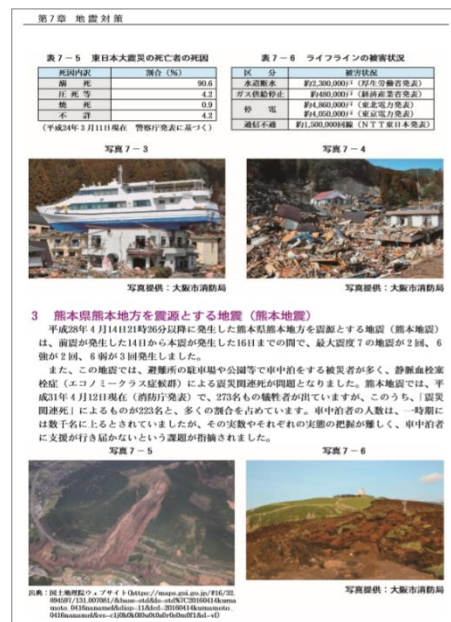 第7章 地震対策
表7-5 東日本大震災の死亡者の死因
死因内訳 割合(%)
溺死 90.6
圧死等 4.2
焼死 0.9
不詳 4.2
(平成24年3月11日現在 警察庁発表に基づく)
表7-6 ライフラインの被害状況
区分 被害状況
水道断水 約2,300,000戸(厚生労働省発表)
ガス供給停止 約480,000戸(経済産業省発表)
停電 約4,860,000戸(東北電力発表)
約4,050,000戸(東京電力発表)
通信不通 約1,500,000回線(NTT東日本発表)
写真7-3
写真7-4
写真提供:大阪市消防局
写真提供:大阪市消防局
3 熊本県熊本地方を震源とする地震(熊本地震)
平成28年4月14日21時26分以降に発生した熊本県熊本地方を震源とする地震(熊本地震)
は、前震が発生した14日から本震が発生した16日までの間で、最大震度7の地震が2回、6
強が2回、6弱が3回発生しました。
また、この地震では、避難所の駐車場や公園等で車中泊をする被災者が多く、静脈血栓塞
栓症(エコノミークラス症候群)による震災関連死が問題となりました。熊本地震では、平
成31年4月12日現在(消防庁発表)で、273名もの犠牲者が出ていますが、このうち、「震災
関連死」によるものが223名と、多くの割合を占めています。車中泊者の人数は、一時期に
は数千名に上るとされていましたが、その実数やそれぞれの実態の把握が難しく、車中泊者
に支援が行き届かないという課題が指摘されました。
写真7-5
写真7-6
出典:国土地理院ウェブサイト(https://maps.gsi.go.jp/#16/32.
写真提供:大阪市消防局